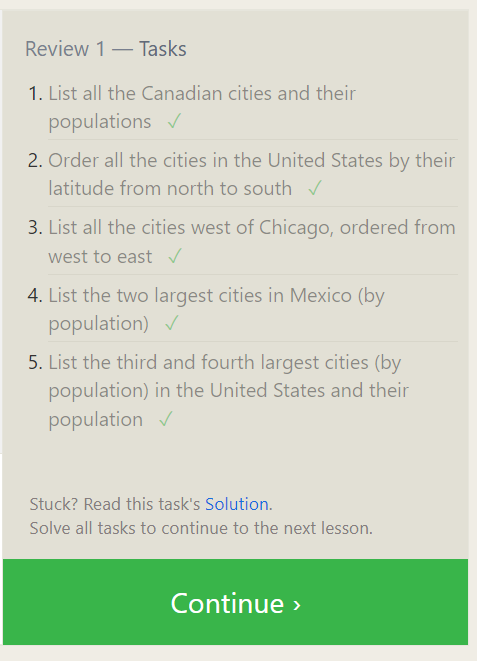 Review 1 — Tasks
1. List all the Canadian cities and their
populations ✓
2. Order all the cities in the United States by their
latitude from north to south ✓
3. List all the cities west of Chicago, ordered from
west to east ✓
4. List the two largest cities in Mexico (by
population) ✓
5. List the third and fourth largest cities (by
population) in the United States and their
population ✓
Stuck? Read this task's Solution.
Solve all tasks to continue to the next lesson.
Continue ›